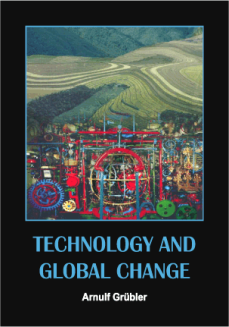 TECHNOLOGY AND
GLOBAL CHANGE
Arnulf Grübler